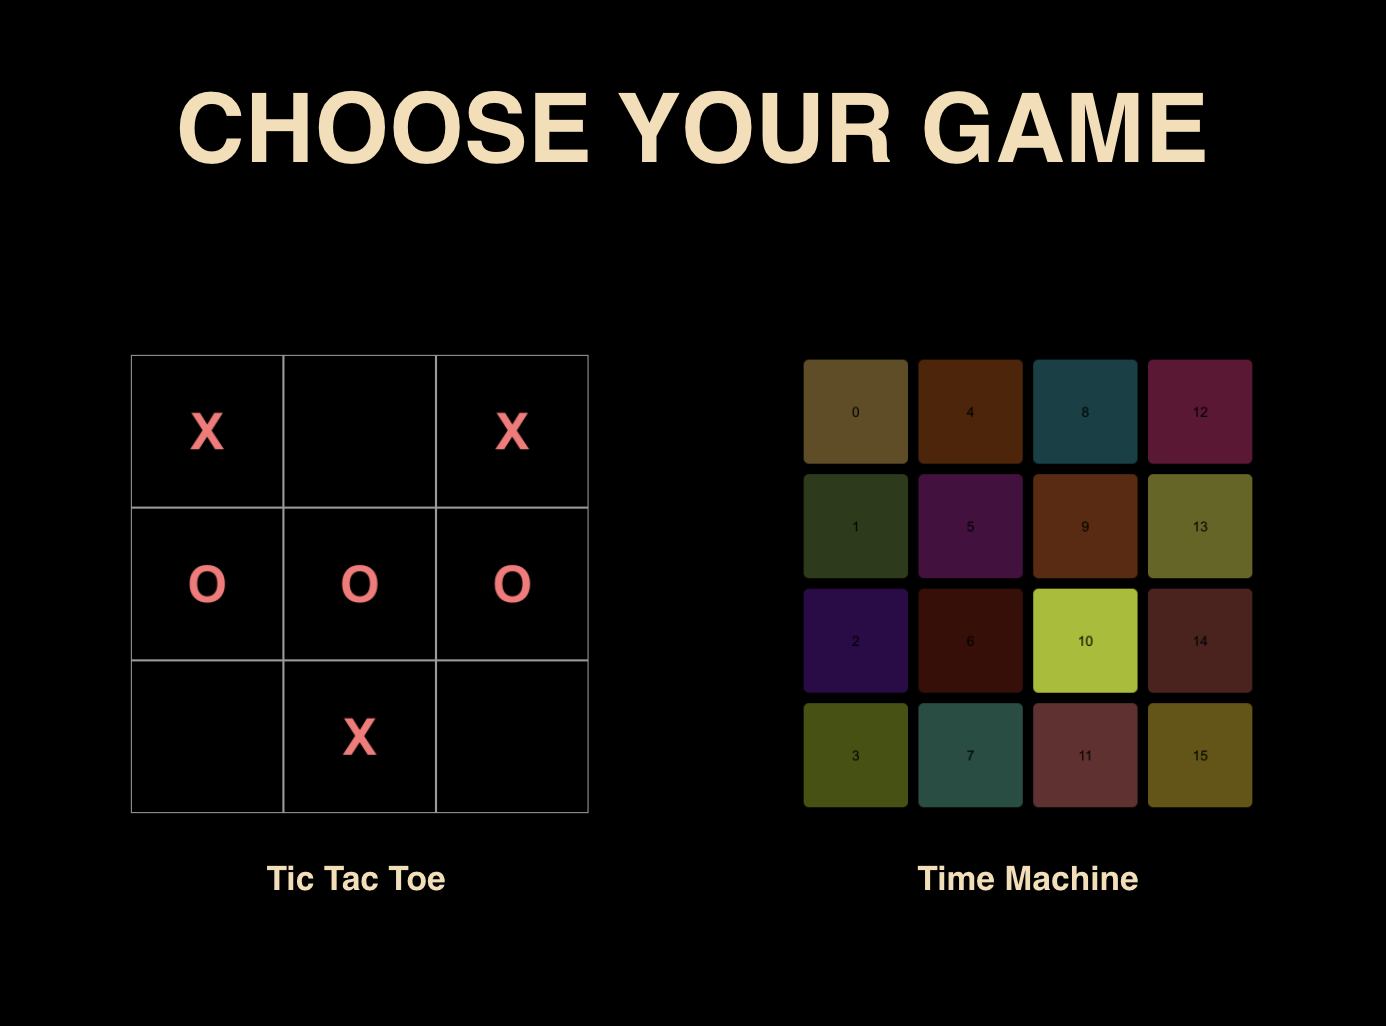 CHOOSE YOUR GAME
X X
O O O
X
Tic Tac Toe
0 4 8 12
1 5 9 13
2 6 10 14
3 7 11 15
Time Machine